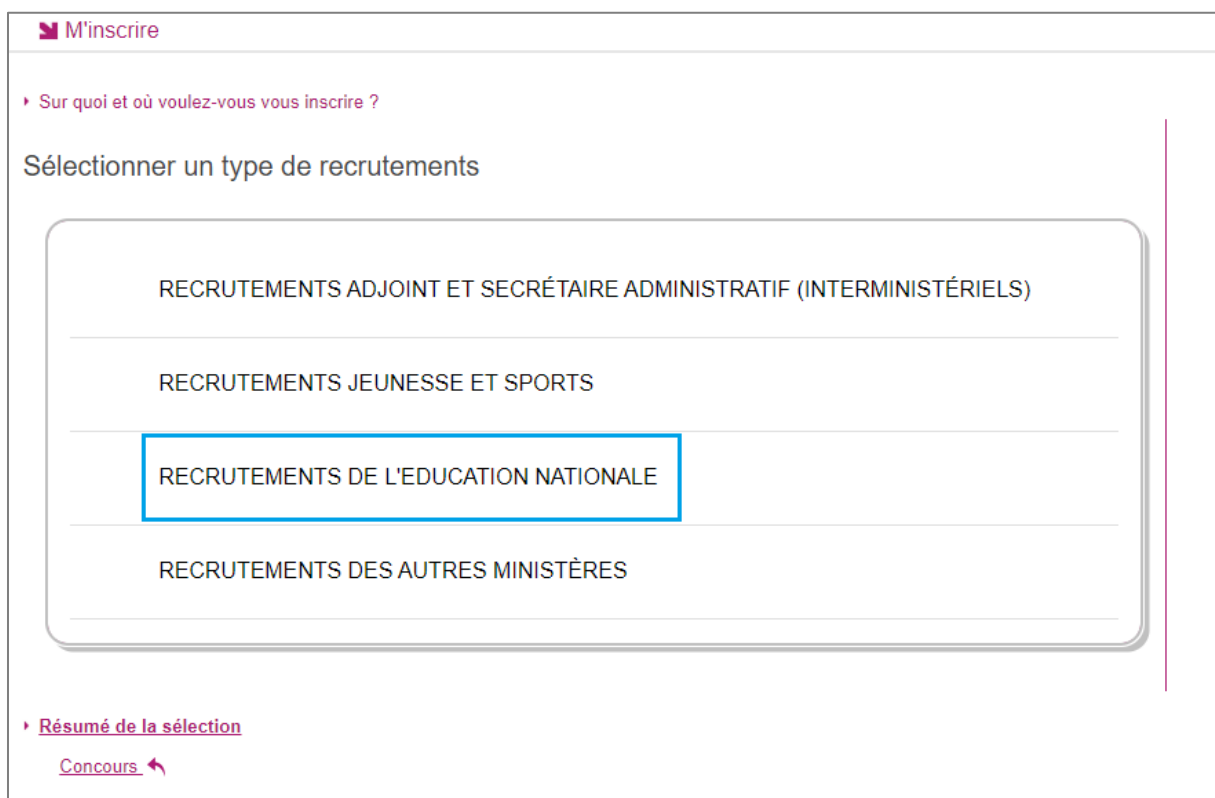 M'inscrire
Sur quoi et où voulez-vous vous inscrire ?
Sélectionner un type de recrutements
RECRUTEMENTS ADJOINT ET SECRÉTAIRE ADMINISTRATIF (INTERMINISTÉRIELS)
RECRUTEMENTS JEUNESSE ET SPORTS
RECRUTEMENTS DE L'EDUCATION NATIONALE
RECRUTEMENTS DES AUTRES MINISTÈRES
Résumé de la sélection
Concours